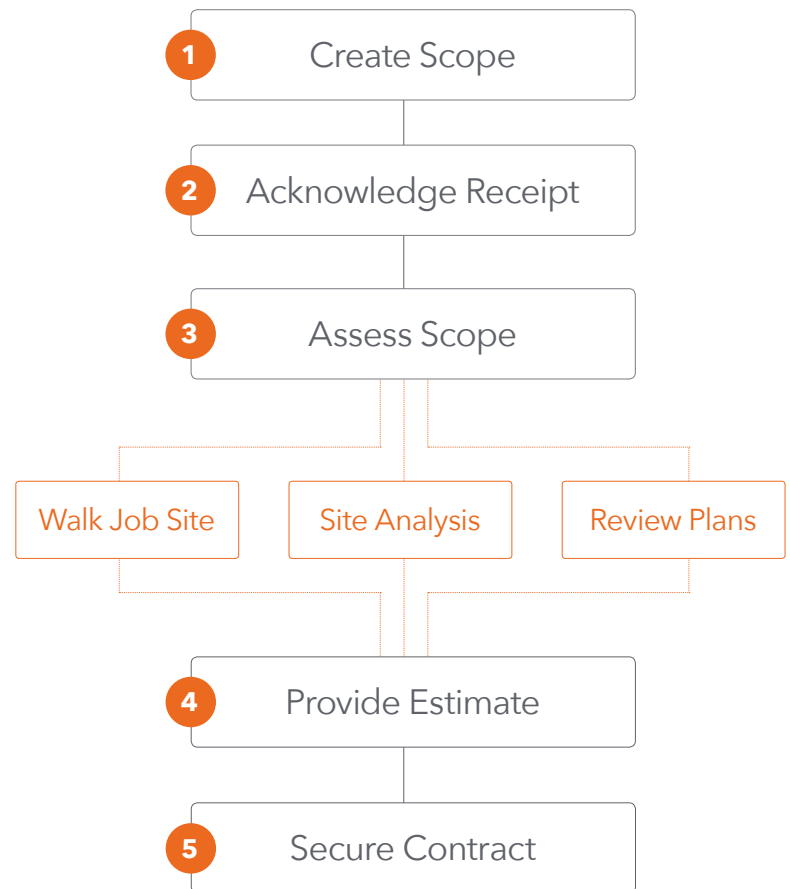 1 Create Scope
2 Acknowledge Receipt
3 Assess Scope
Walk Job Site
Site Analysis
Review Plans
4 Provide Estimate
5 Secure Contract